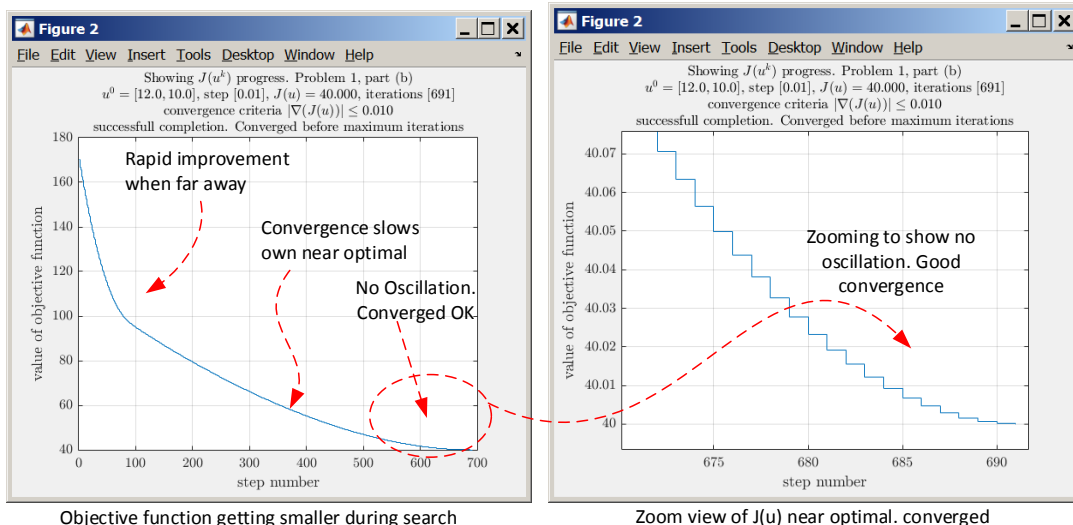 Figure 2
File Edit View Insert Tools Desktop Window Help
Showing J(u^k) progress. Problem 1, part (b)
u^0 = [12.0, 10.0], step [0.01], J(u) = 40.000, iterations [691]
convergence criteria |∇(J(u))| ≤ 0.010
successfull completion. Converged before maximum iterations
180
160
140
120
100
80
60
40
0 100 200 300 400 500 600 700
value of objective function
step number
Rapid improvement
when far away
Convergence slows
own near optimal
No Oscillation.
Converged OK
Objective function getting smaller during search
Figure 2
File Edit View Insert Tools Desktop Window Help
Showing J(u^k) progress. Problem 1, part (b)
u^0 = [12.0, 10.0], step [0.01], J(u) = 40.000, iterations [691]
convergence criteria |∇(J(u))| ≤ 0.010
successfull completion. Converged before maximum iterations
40.07
40.06
40.05
40.04
40.03
40.02
40.01
40
675 680 685 690
value of objective function
step number
Zooming to show no
oscillation. Good
convergence
Zoom view of J(u) near optimal. converged